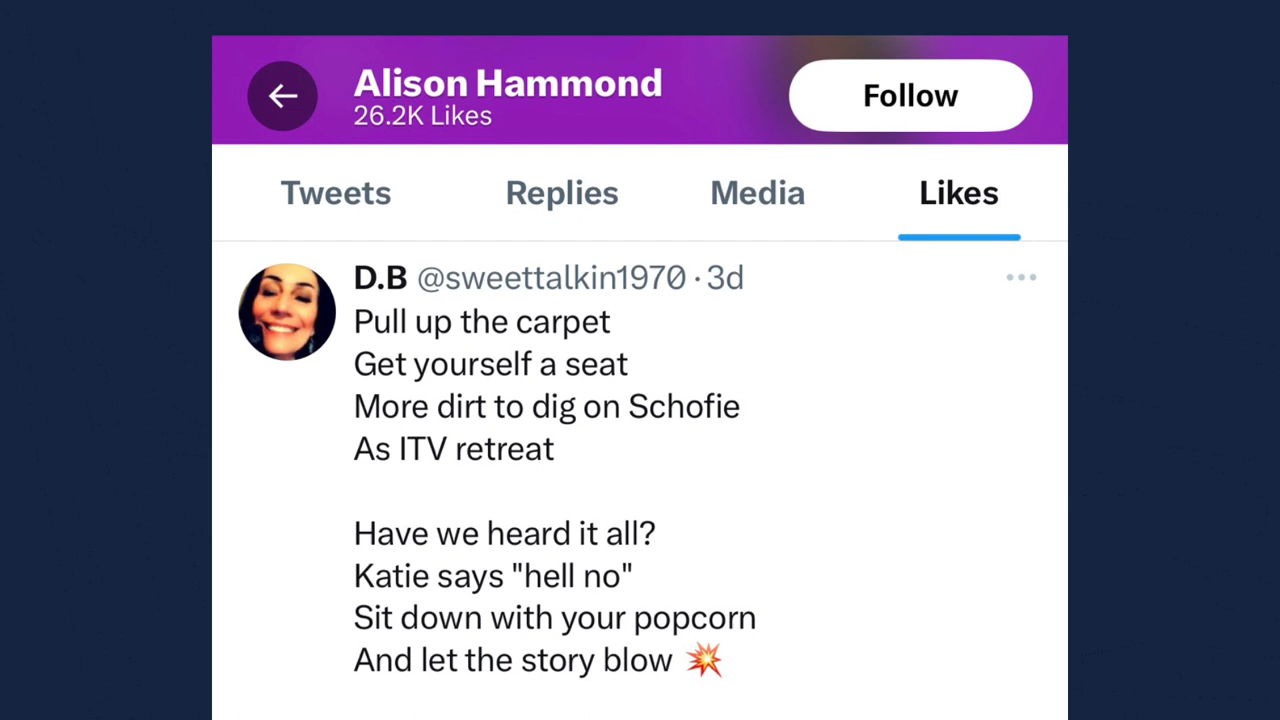 Alison Hammond
26.2K Likes
Follow
Tweets Replies Media Likes
D.B @sweettalkin1970 · 3d
Pull up the carpet
Get yourself a seat
More dirt to dig on Schofie
As ITV retreat
Have we heard it all?
Katie says "hell no"
Sit down with your popcorn
And let the story blow 💥